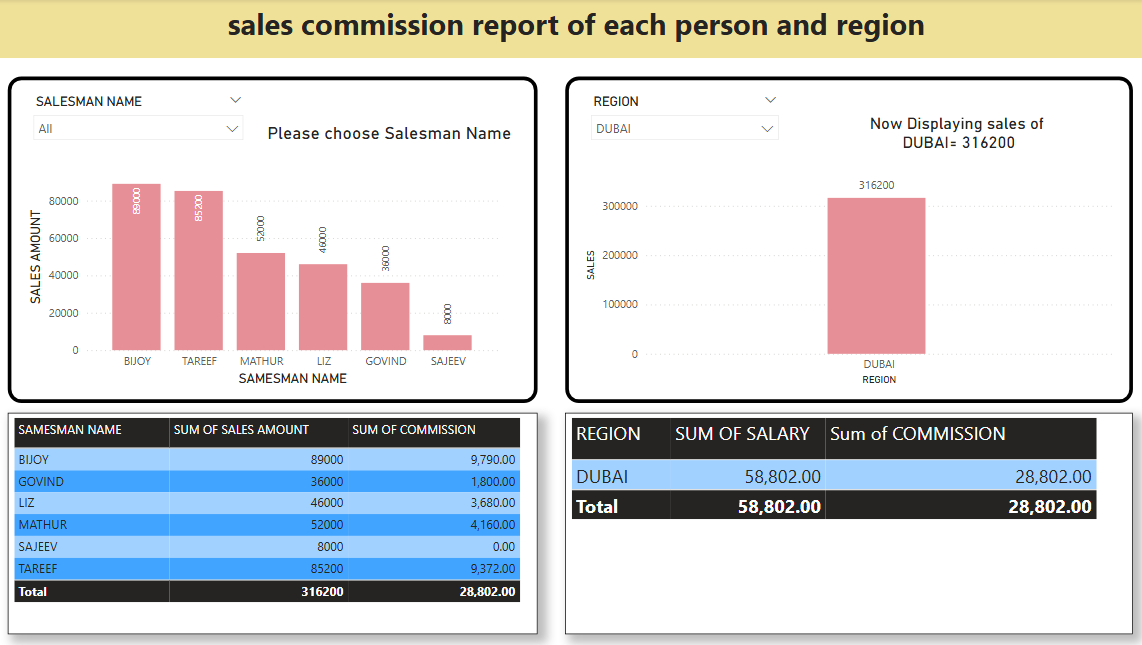 sales commission report of each person and region
SALESMAN NAME
All
Please choose Salesman Name
SALES AMOUNT
80000
60000
40000
20000
0
89000
85200
52000
46000
36000
8000
BIJOY TAREEF MATHUR LIZ GOVIND SAJEEV
SAMESMAN NAME
REGION
DUBAI
Now Displaying sales of
DUBAI= 316200
SALES
300000
200000
100000
0
316200
DUBAI
REGION
SAMESMAN NAME SUM OF SALES AMOUNT SUM OF COMMISSION
BIJOY 89000 9,790.00
GOVIND 36000 1,800.00
LIZ 46000 3,680.00
MATHUR 52000 4,160.00
SAJEEV 8000 0.00
TAREEF 85200 9,372.00
Total 316200 28,802.00
REGION SUM OF SALARY Sum of COMMISSION
DUBAI 58,802.00 28,802.00
Total 58,802.00 28,802.00